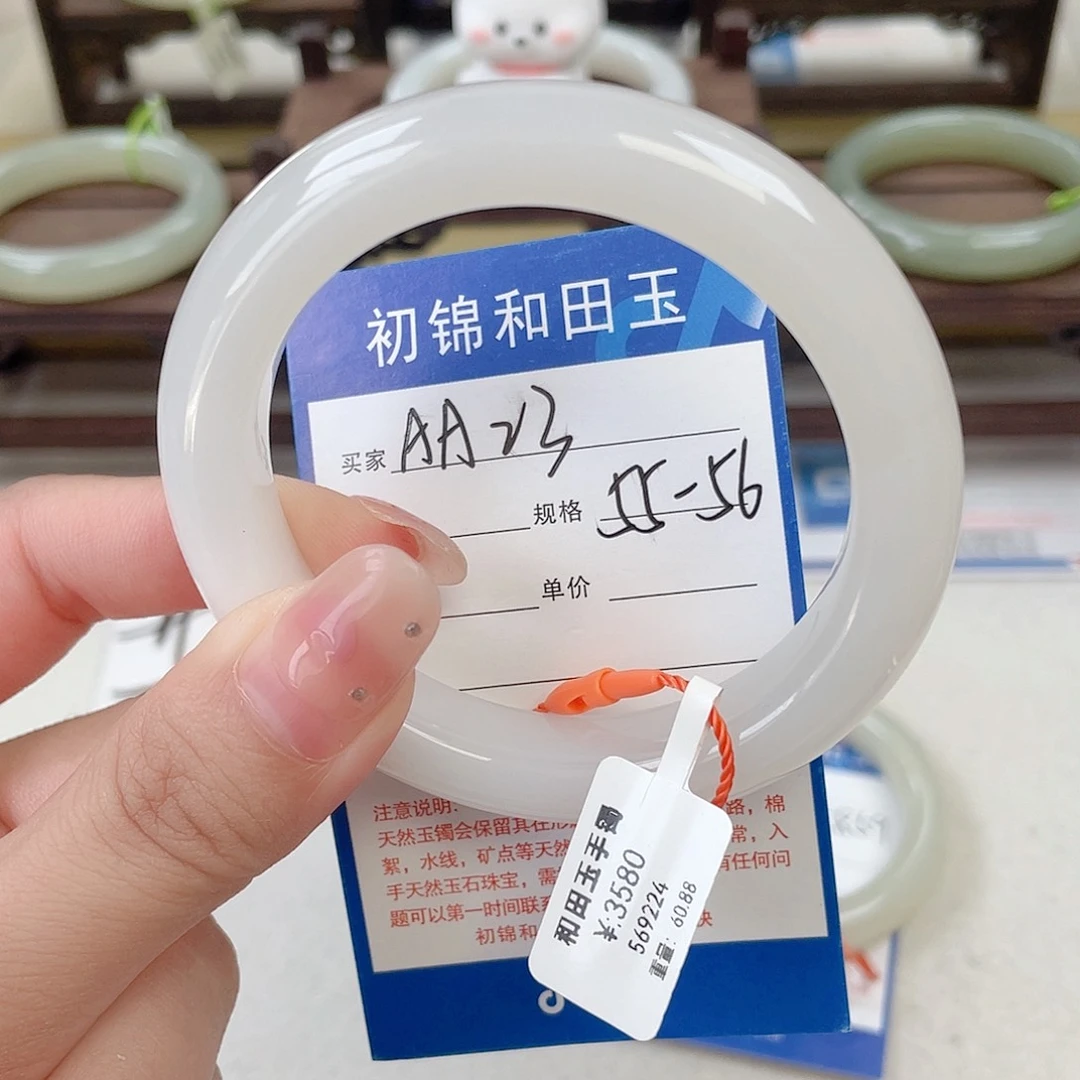 初锦和田玉
买家 AA23
规格 55-56
单价
注意说明:
天然玉镯会保留其在 路，棉
絮，水线，矿点等天然 常，入
手天然玉石珠宝，需 有任何问
题可以第一时间联系
初锦和
和田玉手镯
¥:3580
569224
重量: 60.88